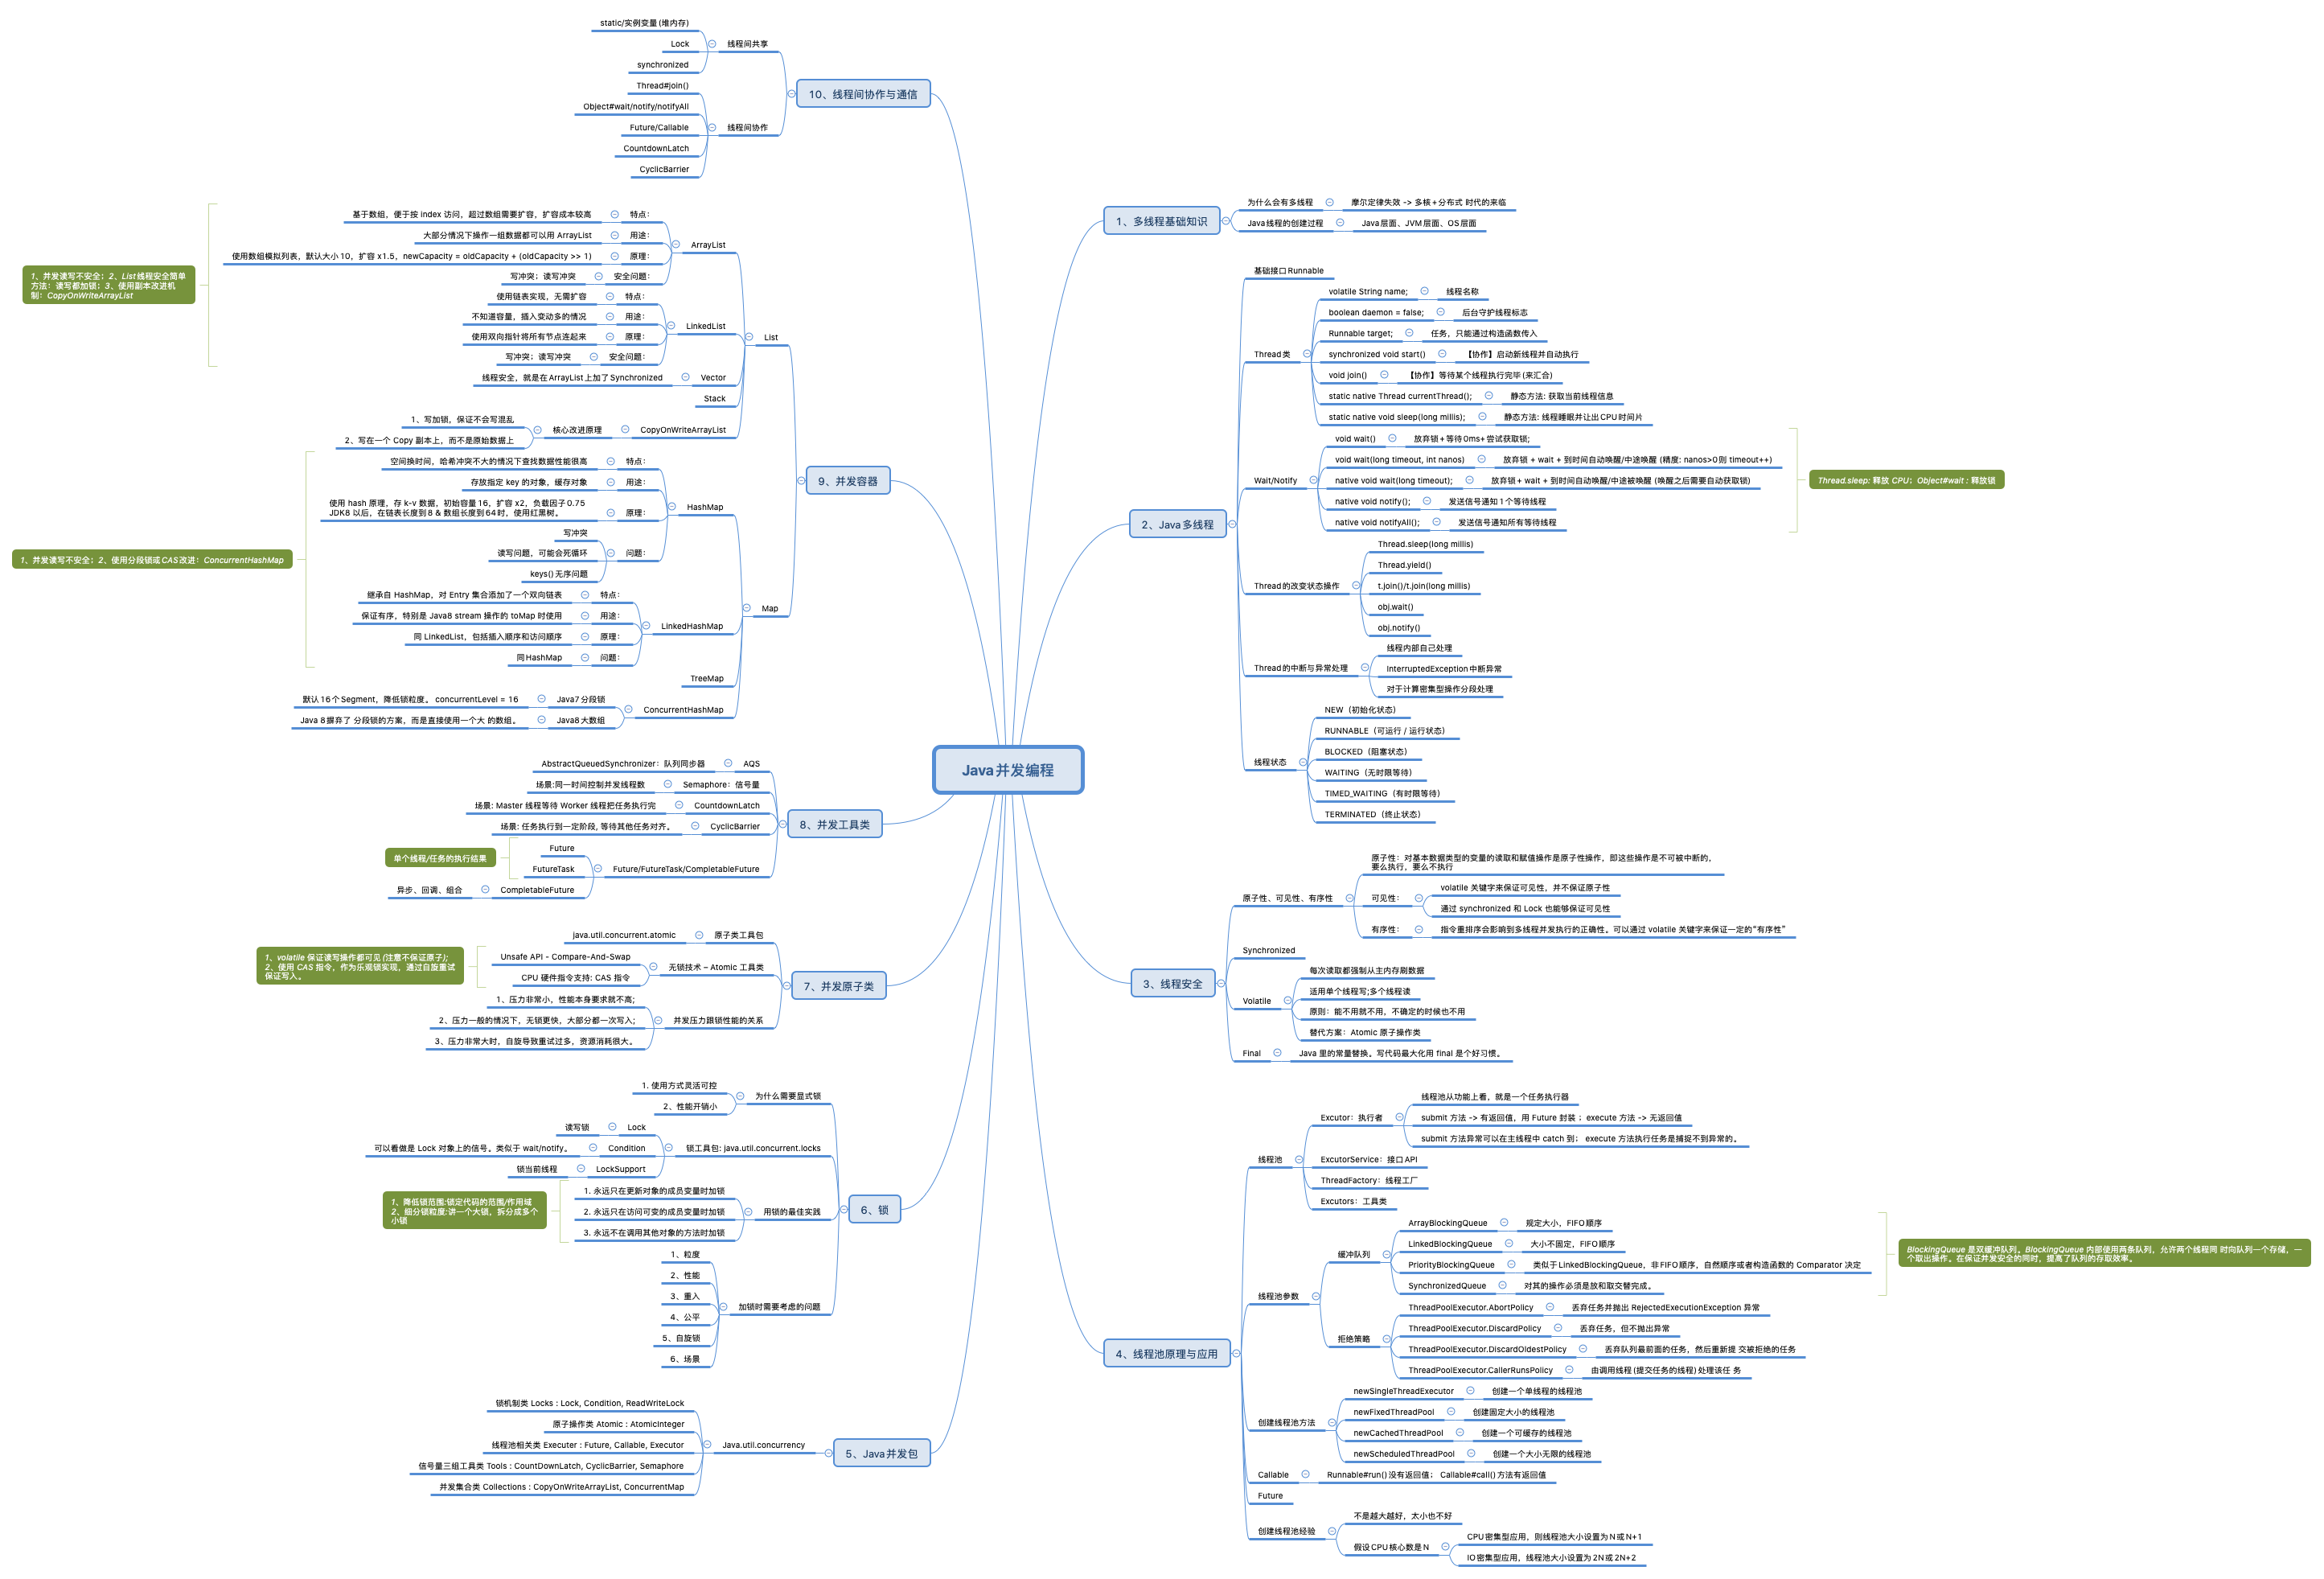 Java并发编程
1、多线程基础知识
为什么会有多线程
摩尔定律失效 -> 多核+分布式 时代的来临
Java线程的创建过程
Java层面、JVM层面、OS层面
2、Java多线程
基础接口Runnable
Thread类
volatile String name;
线程名称
boolean daemon = false;
后台守护线程标志
Runnable target;
任务，只能通过构造函数传入
synchronized void start()
【协作】启动新线程并自动执行
void join()
【协作】等待某个线程执行完毕(来汇合)
static native Thread currentThread();
静态方法: 获取当前线程信息
static native void sleep(long millis);
静态方法: 线程睡眠并让出CPU时间片
Wait/Notify
void wait()
放弃锁+等待0ms+尝试获取锁;
void wait(long timeout, int nanos)
放弃锁 + wait + 到时间自动唤醒/中途唤醒 (精度: nanos>0则 timeout++)
native void wait(long timeout);
放弃锁+ wait + 到时间自动唤醒/中途被唤醒 (唤醒之后需要自动获取锁)
native void notify();
发送信号通知1个等待线程
native void notifyAll();
发送信号通知所有等待线程
Thread.sleep: 释放 CPU；Object#wait : 释放锁
Thread的改变状态操作
Thread.sleep(long millis)
Thread.yield()
t.join()/t.join(long millis)
obj.wait()
obj.notify()
Thread的中断与异常处理
线程内部自己处理
InterruptedException中断异常
对于计算密集型操作分段处理
线程状态
NEW（初始化状态）
RUNNABLE（可运行 / 运行状态）
BLOCKED（阻塞状态）
WAITING（无时限等待）
TIMED_WAITING（有时限等待）
TERMINATED（终止状态）
3、线程安全
原子性、可见性、有序性
原子性：对基本数据类型的变量的读取和赋值操作是原子性操作，即这些操作是不可被中断的，
要么执行，要么不执行
可见性：
volatile 关键字来保证可见性，并不保证原子性
通过 synchronized 和 Lock 也能够保证可见性
有序性：
指令重排序会影响到多线程并发执行的正确性。可以通过 volatile 关键字来保证一定的“有序性”
Synchronized
Volatile
每次读取都强制从主内存刷数据
适用单个线程写;多个线程读
原则：能不用就不用，不确定的时候也不用
替代方案：Atomic 原子操作类
Final
Java 里的常量替换。写代码最大化用 final 是个好习惯。
4、线程池原理与应用
线程池
Excutor：执行者
线程池从功能上看，就是一个任务执行器
submit 方法 -> 有返回值，用 Future 封装； execute 方法 -> 无返回值
submit 方法异常可以在主线程中 catch 到； execute 方法执行任务是捕捉不到异常的。
ExcutorService：接口API
ThreadFactory：线程工厂
Excutors：工具类
线程池参数
缓冲队列
ArrayBlockingQueue
规定大小，FIFO顺序
LinkedBlockingQueue
大小不固定，FIFO顺序
PriorityBlockingQueue
类似于LinkedBlockingQueue，非FIFO顺序，自然顺序或者构造函数的 Comparator 决定
SynchronizedQueue
对其的操作必须是放和取交替完成。
BlockingQueue 是双缓冲队列。BlockingQueue 内部使用两条队列，允许两个线程同 时向队列一个存储，一
个取出操作。在保证并发安全的同时，提高了队列的存取效率。
拒绝策略
ThreadPoolExecutor.AbortPolicy
丢弃任务并抛出 RejectedExecutionException 异常
ThreadPoolExecutor.DiscardPolicy
丢弃任务，但不抛出异常
ThreadPoolExecutor.DiscardOldestPolicy
丢弃队列最前面的任务，然后重新提 交被拒绝的任务
ThreadPoolExecutor.CallerRunsPolicy
由调用线程(提交任务的线程)处理该任 务
创建线程池方法
newSingleThreadExecutor
创建一个单线程的线程池
newFixedThreadPool
创建固定大小的线程池
newCachedThreadPool
创建一个可缓存的线程池
newScheduledThreadPool
创建一个大小无限的线程池
Callable
Runnable#run()没有返回值； Callable#call()方法有返回值
Future
创建线程池经验
不是越大越好，太小也不好
假设CPU核心数是N
CPU密集型应用，则线程池大小设置为N或N+1
IO密集型应用，线程池大小设置为 2N或 2N+2
5、Java并发包
Java.util.concurrency
锁机制类 Locks : Lock, Condition, ReadWriteLock
原子操作类 Atomic : AtomicInteger
线程池相关类 Executer : Future, Callable, Executor
信号量三组工具类 Tools : CountDownLatch, CyclicBarrier, Semaphore
并发集合类 Collections : CopyOnWriteArrayList, ConcurrentMap
6、锁
为什么需要显式锁
1. 使用方式灵活可控
2、性能开销小
锁工具包: java.util.concurrent.locks
Lock
读写锁
Condition
可以看做是 Lock 对象上的信号。类似于 wait/notify。
LockSupport
锁当前线程
用锁的最佳实践
1. 永远只在更新对象的成员变量时加锁
2. 永远只在访问可变的成员变量时加锁
3. 永远不在调用其他对象的方法时加锁
1、降低锁范围:锁定代码的范围/作用域
2、细分锁粒度:讲一个大锁，拆分成多个
小锁
加锁时需要考虑的问题
1、粒度
2、性能
3、重入
4、公平
5、自旋锁
6、场景
7、并发原子类
原子类工具包
java.util.concurrent.atomic
无锁技术 – Atomic 工具类
Unsafe API - Compare-And-Swap
CPU 硬件指令支持: CAS 指令
1、volatile 保证读写操作都可见 (注意不保证原子);
2、使用 CAS 指令，作为乐观锁实现，通过自旋重试
保证写入。
并发压力跟锁性能的关系
1、压力非常小，性能本身要求就不高;
2、压力一般的情况下，无锁更快，大部分都一次写入;
3、压力非常大时，自旋导致重试过多，资源消耗很大。
8、并发工具类
AQS
AbstractQueuedSynchronizer：队列同步器
Semaphore：信号量
场景:同一时间控制并发线程数
CountdownLatch
场景: Master 线程等待 Worker 线程把任务执行完
CyclicBarrier
场景: 任务执行到一定阶段, 等待其他任务对齐。
Future/FutureTask/CompletableFuture
Future
FutureTask
单个线程/任务的执行结果
CompletableFuture
异步、回调、组合
9、并发容器
List
ArrayList
特点：
基于数组，便于按 index 访问，超过数组需要扩容，扩容成本较高
用途：
大部分情况下操作一组数据都可以用 ArrayList
原理：
使用数组模拟列表，默认大小10，扩容 x1.5，newCapacity = oldCapacity + (oldCapacity >> 1)
安全问题：
写冲突；读写冲突
LinkedList
特点：
使用链表实现，无需扩容
用途：
不知道容量，插入变动多的情况
原理：
使用双向指针将所有节点连起来
安全问题：
写冲突；读写冲突
1、并发读写不安全；2、List线程安全简单
方法：读写都加锁；3、使用副本改进机
制：CopyOnWriteArrayList
Vector
线程安全，就是在ArrayList上加了Synchronized
Stack
CopyOnWriteArrayList
核心改进原理
1、写加锁，保证不会写混乱
2、写在一个 Copy 副本上，而不是原始数据上
Map
HashMap
特点：
空间换时间，哈希冲突不大的情况下查找数据性能很高
用途：
存放指定 key 的对象，缓存对象
原理：
使用 hash 原理，存 k-v 数据，初始容量16，扩容 x2，负载因子0.75
JDK8 以后，在链表长度到8 & 数组长度到64时，使用红黑树。
问题：
写冲突
读写问题，可能会死循环
keys()无序问题
LinkedHashMap
特点：
继承自 HashMap，对 Entry 集合添加了一个双向链表
用途：
保证有序，特别是 Java8 stream 操作的 toMap 时使用
原理：
同 LinkedList，包括插入顺序和访问顺序
问题：
同HashMap
1、并发读写不安全；2、使用分段锁或CAS改进：ConcurrentHashMap
TreeMap
ConcurrentHashMap
Java7分段锁
默认16个Segment，降低锁粒度。 concurrentLevel = 16
Java8大数组
Java 8摒弃了 分段锁的方案，而是直接使用一个大 的数组。
10、线程间协作与通信
线程间共享
static/实例变量(堆内存)
Lock
synchronized
线程间协作
Thread#join()
Object#wait/notify/notifyAll
Future/Callable
CountdownLatch
CyclicBarrier